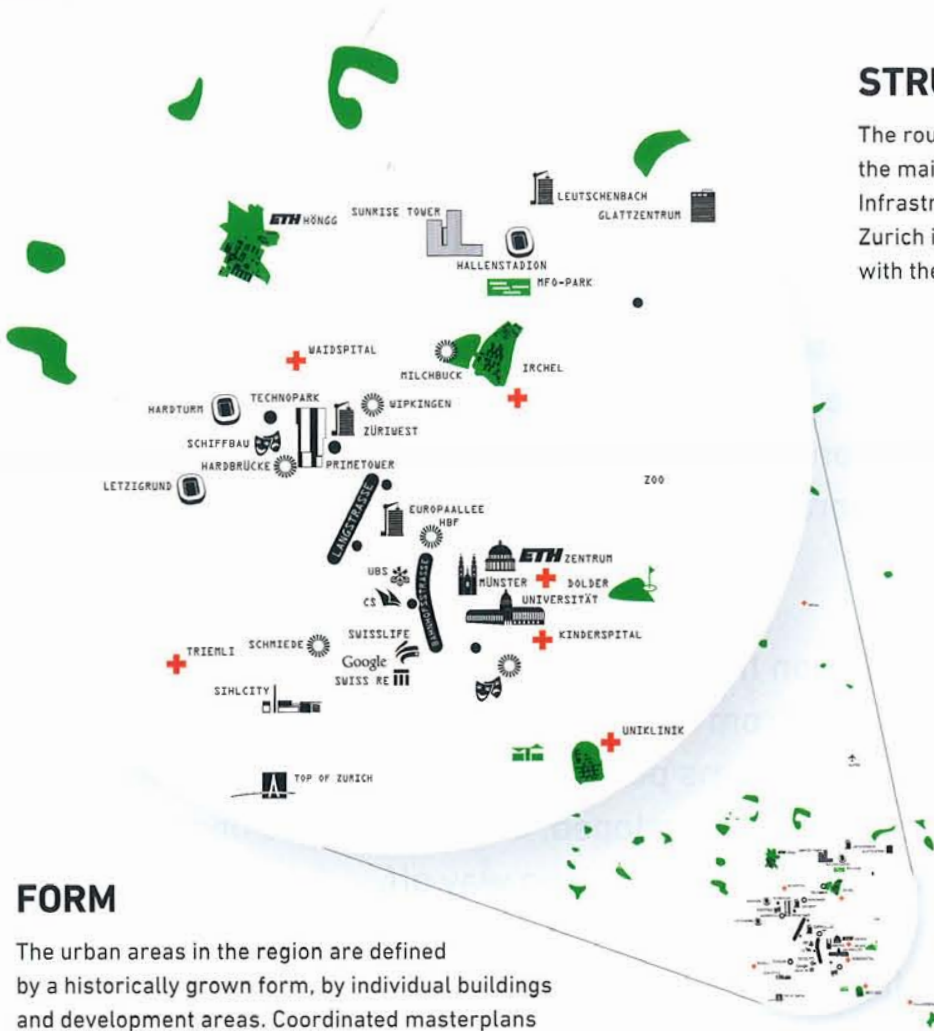 STRU
The rou
the mai
Infrastr
Zurich i
with the
LEUTSCHENBACH
GLATTZENTRUM
ETH HÖNGG
SUNRISE TOWER
HALLENSTADION
MFO-PARK
WAIDSPITAL
MILCHBUCK
IRCHEL
HARDTURM
TECHNOPARK
WIPKINGEN
ZÜRIWEST
SCHIFFBAU
HARDBRÜCKE
PRIMETOWER
LETZIGRUND
ZOO
LANGSTRASSE
EUROPAALLEE
HBF
ETH ZENTRUM
MÜNSTER
DOLDER
UBS
UNIVERSITÄT
CS
BAHNHOFSSTRASSE
KINDERSPITAL
TRIEMLI
SCHMIEDE
SWISSLIFE
Google
SWISS RE
SIHLCITY
UNIKLINIK
TOP OF ZURICH
FORM
The urban areas in the region are defined
by a historically grown form, by individual buildings
and development areas. Coordinated masterplans